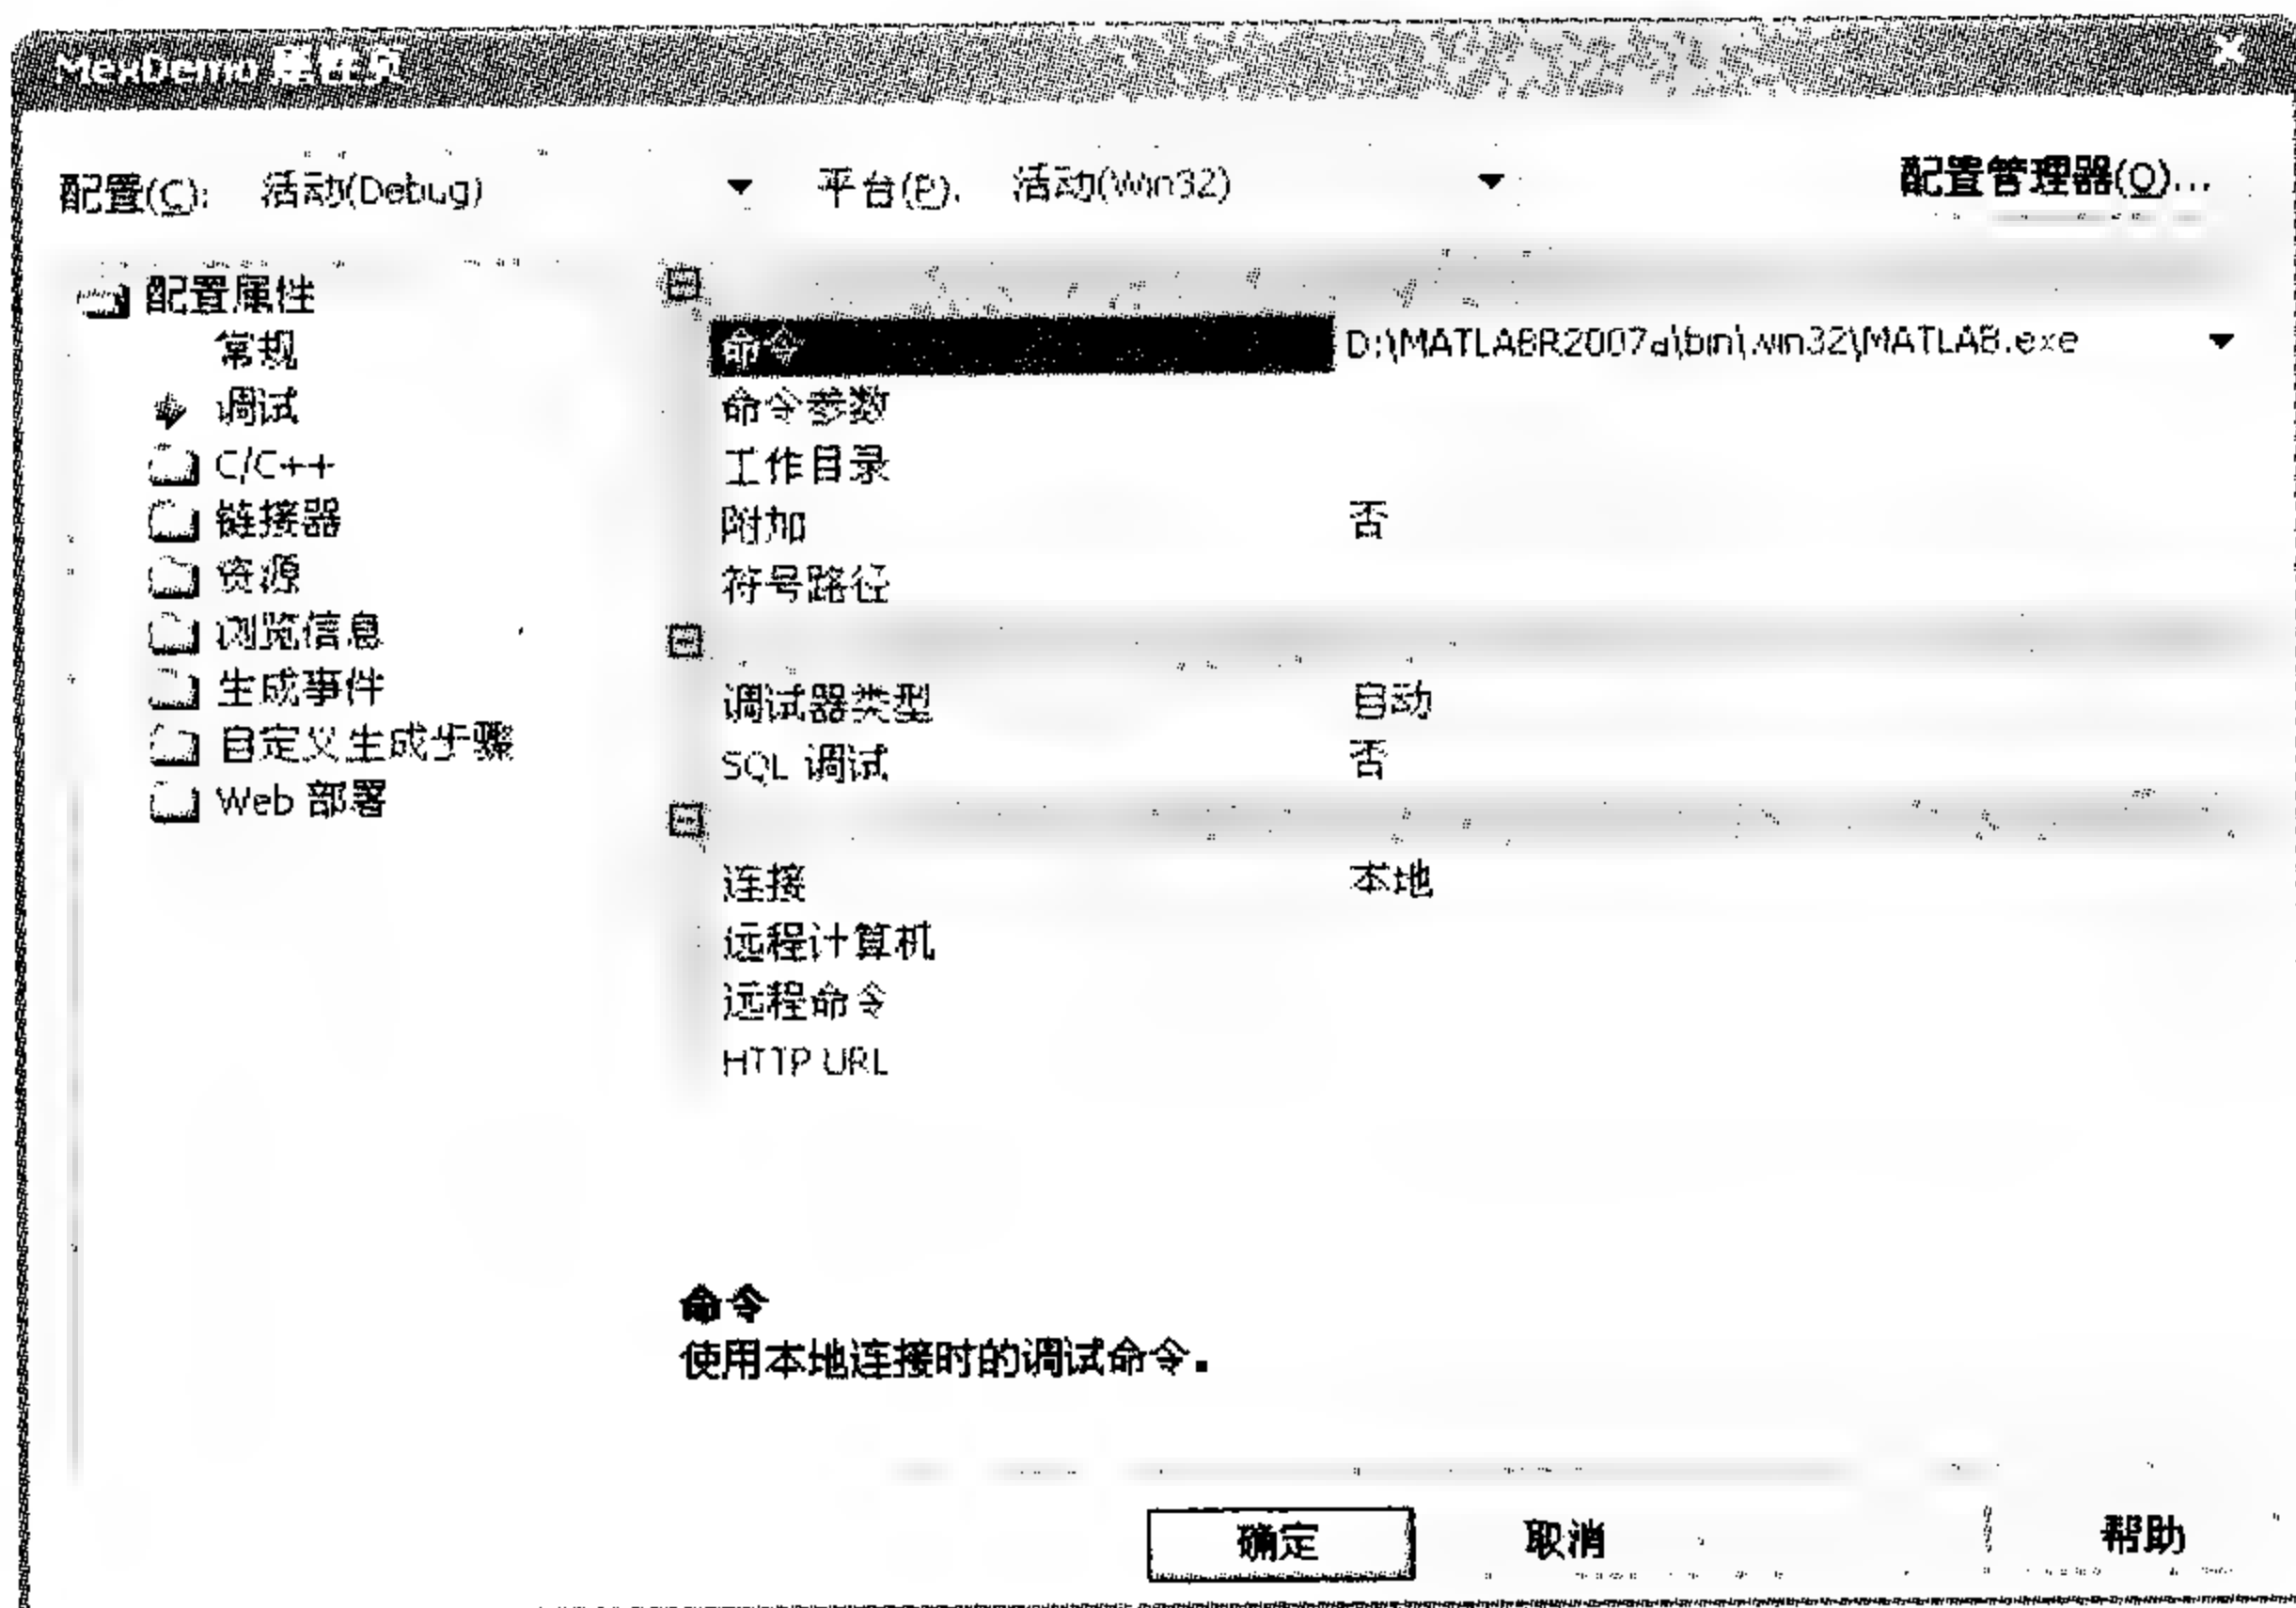 MexDemo 属性页
配置(C): 活动(Debug) 平台(P): 活动(Win32) 配置管理器(O)...
配置属性
常规
调试
C/C++
链接器
资源
浏览信息
生成事件
自定义生成步骤
Web 部署
命令 D:\MATLABR2007a\bin\win32\MATLAB.exe
命令参数
工作目录
附加 否
符号路径
调试器类型 自动
SQL 调试 否
连接 本地
远程计算机
远程命令
HTTP URL
命令
使用本地连接时的调试命令。
确定 取消 帮助